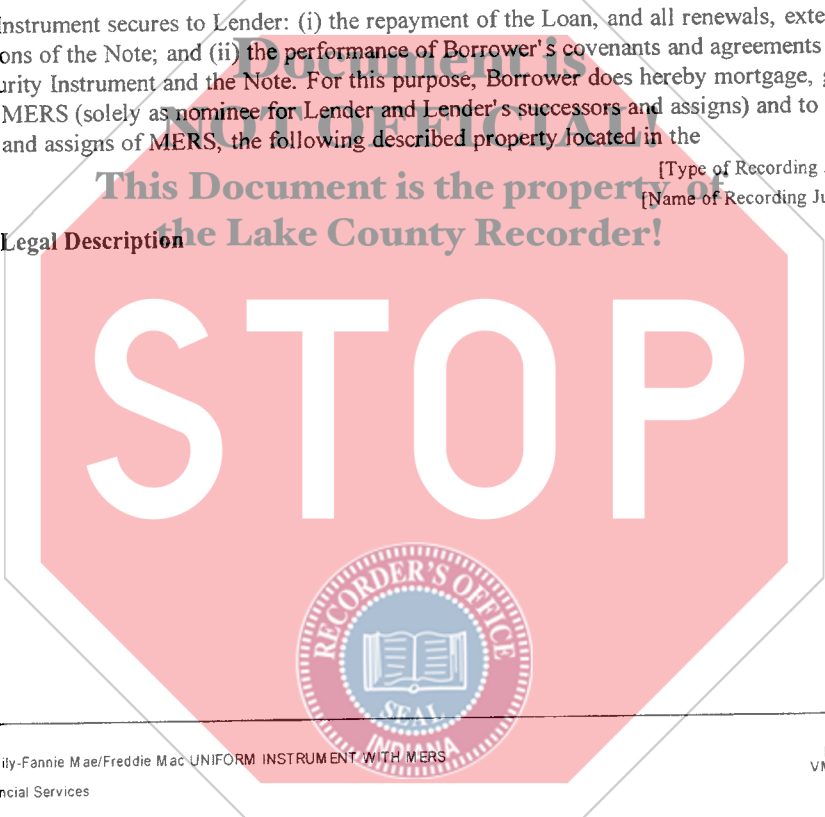 Instrument secures to Lender: (i) the repayment of the Loan, and all renewals, exte
ons of the Note; and (ii) the performance of Borrower's covenants and agreements
urity Instrument and the Note. For this purpose, Borrower does hereby mortgage,
MERS (solely as nominee for Lender and Lender's successors and assigns) and to
and assigns of MERS, the following described property located in the
[Type of Recording
[Name of Recording Ju
Legal Description
Document is
NOT OFFICIAL!
This Document is the property of
the Lake County Recorder!
STOP
RECORDER'S OFFICE
SEAL
INDIANA
ily-Fannie Mae/Freddie Mac UNIFORM INSTRUMENT WITH MERS
VM
ncial Services